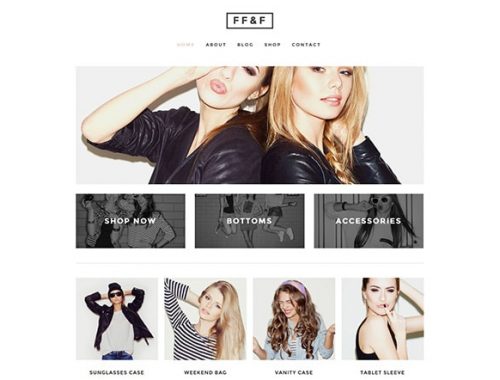 FF&F
HOME ABOUT BLOG SHOP CONTACT
SHOP NOW BOTTOMS ACCESSORIES
SUNGLASSES CASE WEEKEND BAG VANITY CASE TABLET SLEEVE